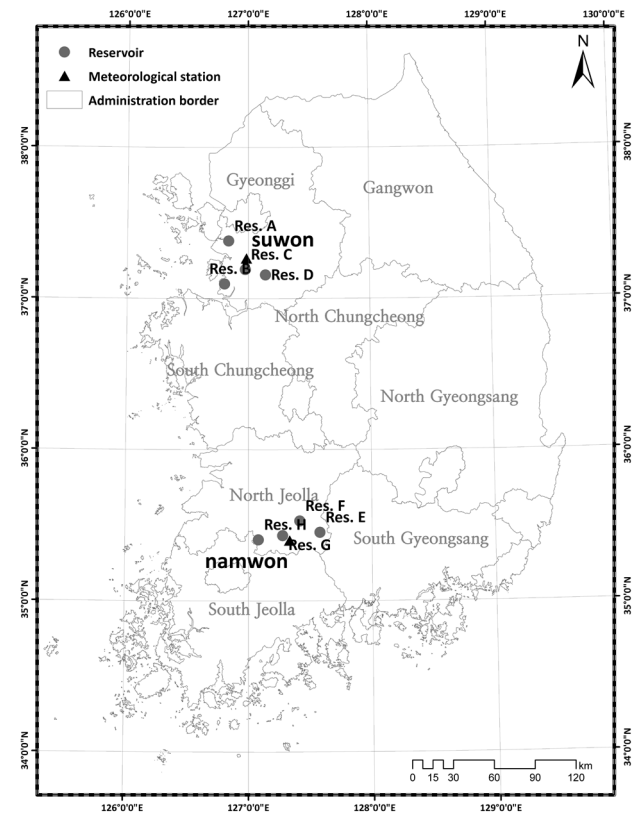 126°0'0"E 127°0'0"E 128°0'0"E 129°0'0"E 130°0'0"E
Reservoir
Meteorological station
Administration border
N
38°0'0"N
38°0'0"N
Gyeonggi
Gangwon
Res. A
suwon
Res. C
Res. B
Res. D
37°0'0"N
37°0'0"N
North Chungcheong
South Chungcheong
North Gyeongsang
36°0'0"N
36°0'0"N
North Jeolla
Res. F
Res. E
Res. H
Res. G
South Gyeongsang
namwon
35°0'0"N
35°0'0"N
South Jeolla
34°0'0"N
34°0'0"N
km
0 15 30 60 90 120
126°0'0"E 127°0'0"E 128°0'0"E 129°0'0"E